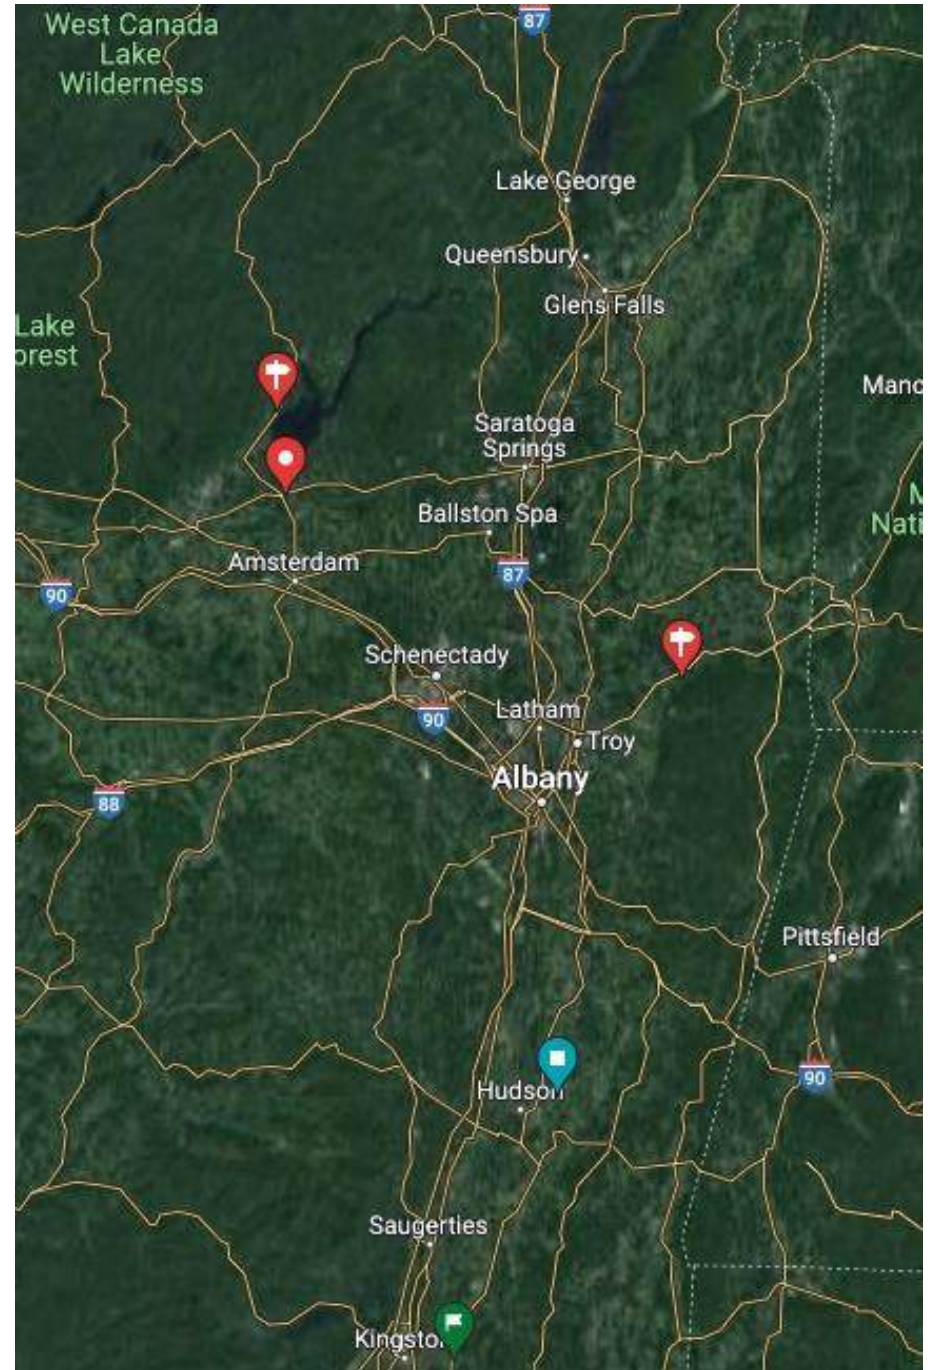 West Canada
Lake
Wilderness
87
Lake George
Queensbury
Glens Falls
Lake
orest
Manc
Saratoga
Springs
Ballston Spa
N
Nati
Amsterdam
87
90
Schenectady
90
Latham
Troy
Albany
88
Pittsfield
90
Hudson
Saugerties
Kingston